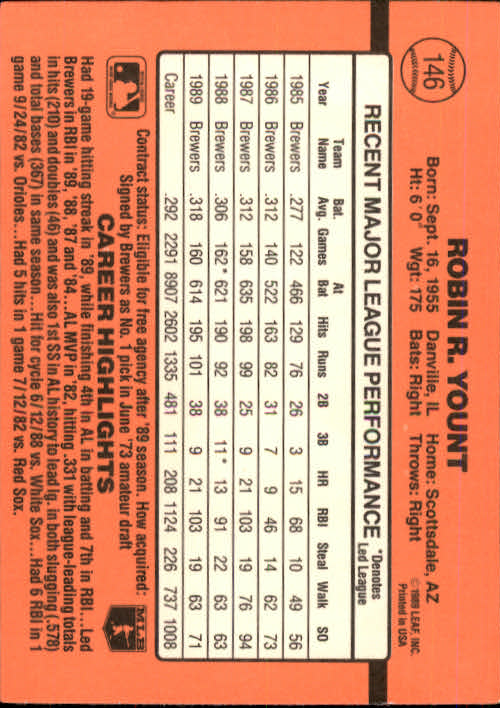 146
ROBIN R. YOUNT
Born: Sept. 16, 1955 Danville, IL Home: Scottsdale, AZ
Ht: 6' 0" Wgt: 175 Bats: Right Throws: Right
©1989 LEAF, INC.
Printed in USA
RECENT MAJOR LEAGUE PERFORMANCE
*Denotes
Led League
Year Team Name Bat. Avg. Games At Bat Hits Runs 2B 3B HR RBI Steal Walk SO
1985 Brewers .277 122 466 129 76 26 3 15 68 10 49 56
1986 Brewers .312 140 522 163 82 31 7 9 46 14 62 73
1987 Brewers .312 158 635 198 99 25 9 21 103 19 76 94
1988 Brewers .306 162* 621 190 92 38 11* 13 91 22 63 63
1989 Brewers .318 160 614 195 101 38 9 21 103 19 63 71
Career .292 2291 8907 2602 1335 481 111 208 1124 226 737 1008
Contract status: Eligible for free agency after '89 season. How acquired:
Signed by Brewers as No. 1 pick in June '73 amateur draft
MLB
CAREER HIGHLIGHTS
Had 19-game hitting streak in '89, while finishing 4th in AL in batting and 7th in RBI...Led
Brewers in RBI in '89, '88, '87 and '84...AL MVP in '82, hitting .331 with league-leading totals
in hits (210) and doubles (46) and was also 1st SS in AL history to lead lg. in both slugging (.578)
and total bases (367) in same season...Hit for cycle 6/12/88 vs. White Sox...Had 6 RBI in 1
game 9/24/82 vs. Orioles...Had 5 hits in 1 game 7/12/82 vs. Red Sox.